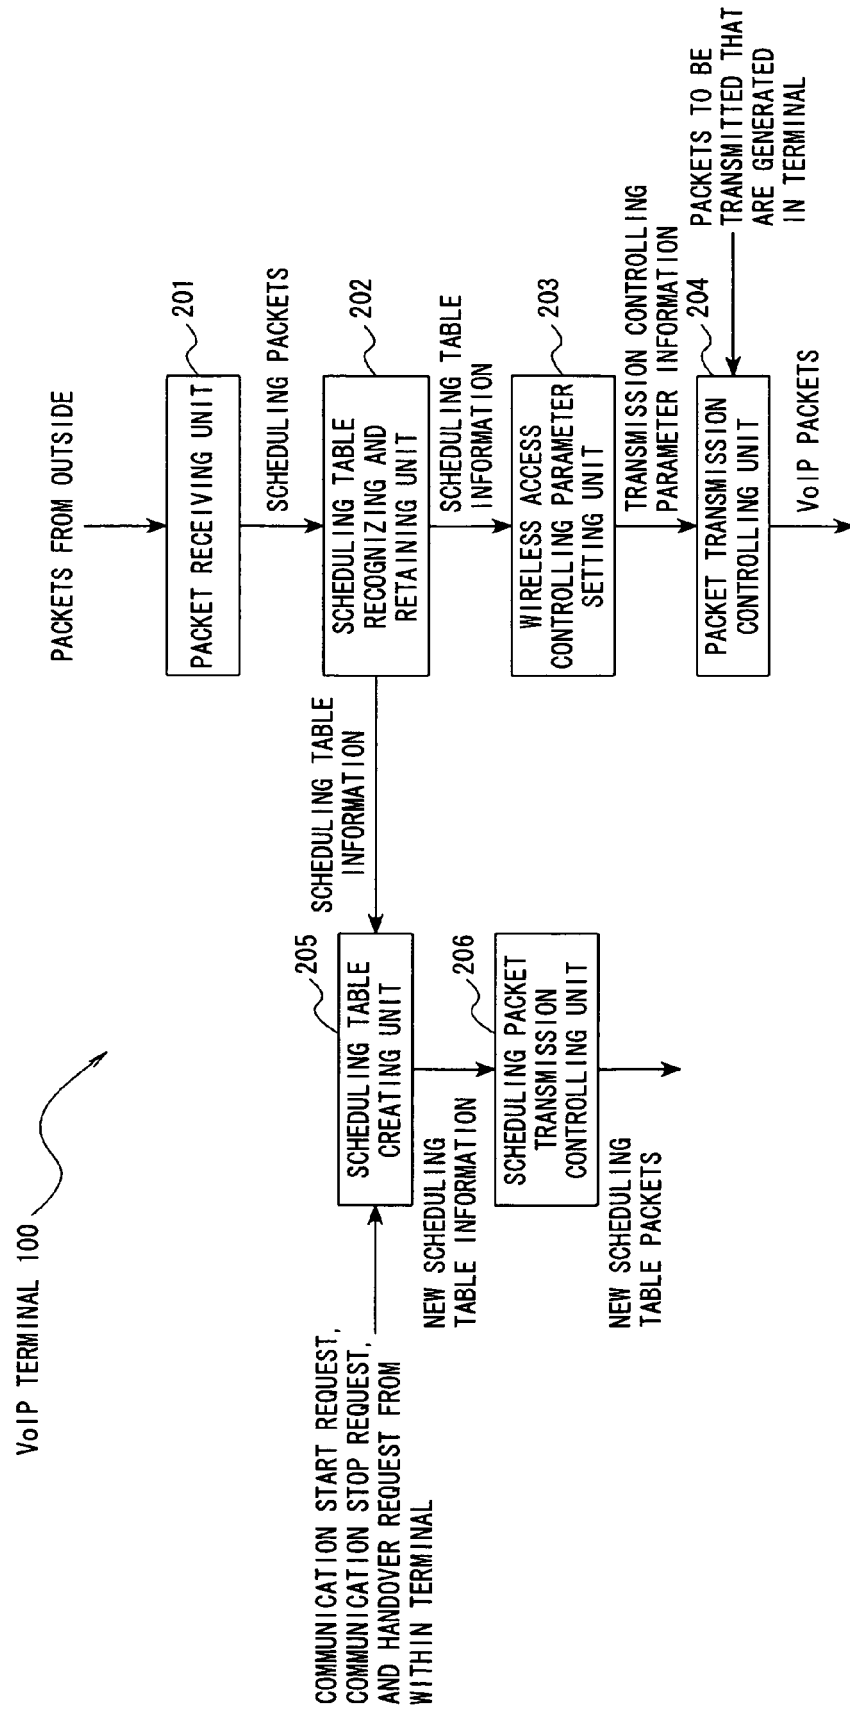 VoIP TERMINAL 100
PACKETS FROM OUTSIDE
PACKET RECEIVING UNIT
201
SCHEDULING PACKETS
SCHEDULING TABLE
RECOGNIZING AND
RETAINING UNIT
202
SCHEDULING TABLE
INFORMATION
SCHEDULING TABLE
INFORMATION
WIRELESS ACCESS
CONTROLLING PARAMETER
SETTING UNIT
203
TRANSMISSION CONTROLLING
PARAMETER INFORMATION
PACKET TRANSMISSION
CONTROLLING UNIT
204
PACKETS TO BE
TRANSMITTED THAT
ARE GENERATED
IN TERMINAL
VoIP PACKETS
COMMUNICATION START REQUEST,
COMMUNICATION STOP REQUEST,
AND HANDOVER REQUEST FROM
WITHIN TERMINAL
SCHEDULING TABLE
CREATING UNIT
205
NEW SCHEDULING
TABLE INFORMATION
SCHEDULING PACKET
TRANSMISSION
CONTROLLING UNIT
206
NEW SCHEDULING
TABLE PACKETS